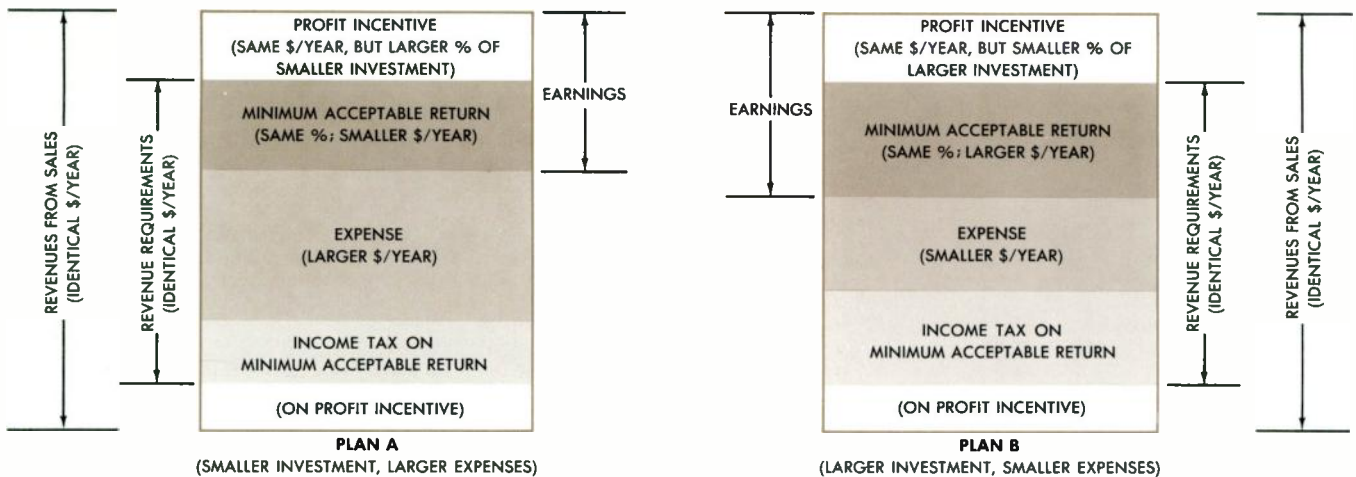 REVENUES FROM SALES
(IDENTICAL $/YEAR)
REVENUE REQUIREMENTS
(IDENTICAL $/YEAR)
PROFIT INCENTIVE
(SAME $/YEAR, BUT LARGER % OF
SMALLER INVESTMENT)
MINIMUM ACCEPTABLE RETURN
(SAME %; SMALLER $/YEAR)
EXPENSE
(LARGER $/YEAR)
INCOME TAX ON
MINIMUM ACCEPTABLE RETURN
(ON PROFIT INCENTIVE)
EARNINGS
PLAN A
(SMALLER INVESTMENT, LARGER EXPENSES)
EARNINGS
PROFIT INCENTIVE
(SAME $/YEAR, BUT SMALLER % OF
LARGER INVESTMENT)
MINIMUM ACCEPTABLE RETURN
(SAME %; LARGER $/YEAR)
EXPENSE
(SMALLER $/YEAR)
INCOME TAX ON
MINIMUM ACCEPTABLE RETURN
(ON PROFIT INCENTIVE)
REVENUE REQUIREMENTS
(IDENTICAL $/YEAR)
REVENUES FROM SALES
(IDENTICAL $/YEAR)
PLAN B
(LARGER INVESTMENT, SMALLER EXPENSES)